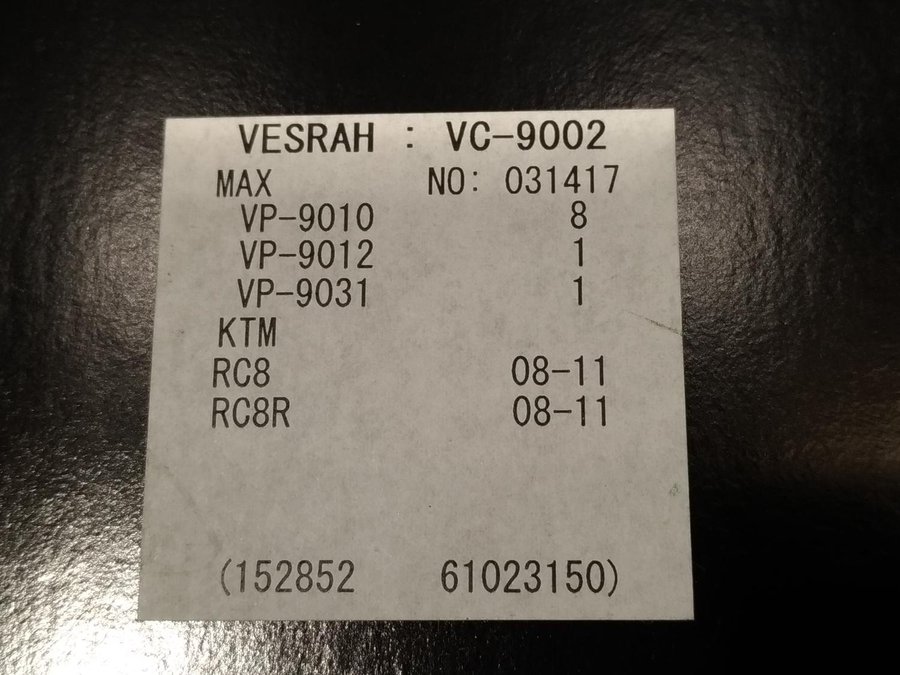 VESRAH : VC-9002
MAX NO: 031417
VP-9010 8
VP-9012 1
VP-9031 1
KTM
RC8 08-11
RC8R 08-11
(152852 61023150)